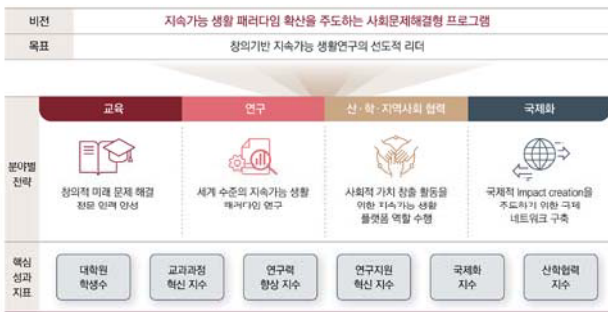 비전
지속가능 생활 패러다임 확산을 주도하는 사회문제해결형 프로그램
목표
창의기반 지속가능 생활연구의 선도적 리더
교육
연구
산·학·지역사회 협력
국제화
분야별
전략
창의적 미래 문제 해결
전문 인력 양성
세계 수준의 지속가능 생활
패러다임 연구
사회적 가치 창출 활동을
위한 지속가능 생활
플랫폼 역할 수행
국제적 Impact creation을
주도하기 위한 국제
네트워크 구축
핵심
성과
지표
대학원
학생수
교과과정
혁신 지수
연구력
향상 지수
연구지원
혁신 지수
국제화
지수
산학협력
지수